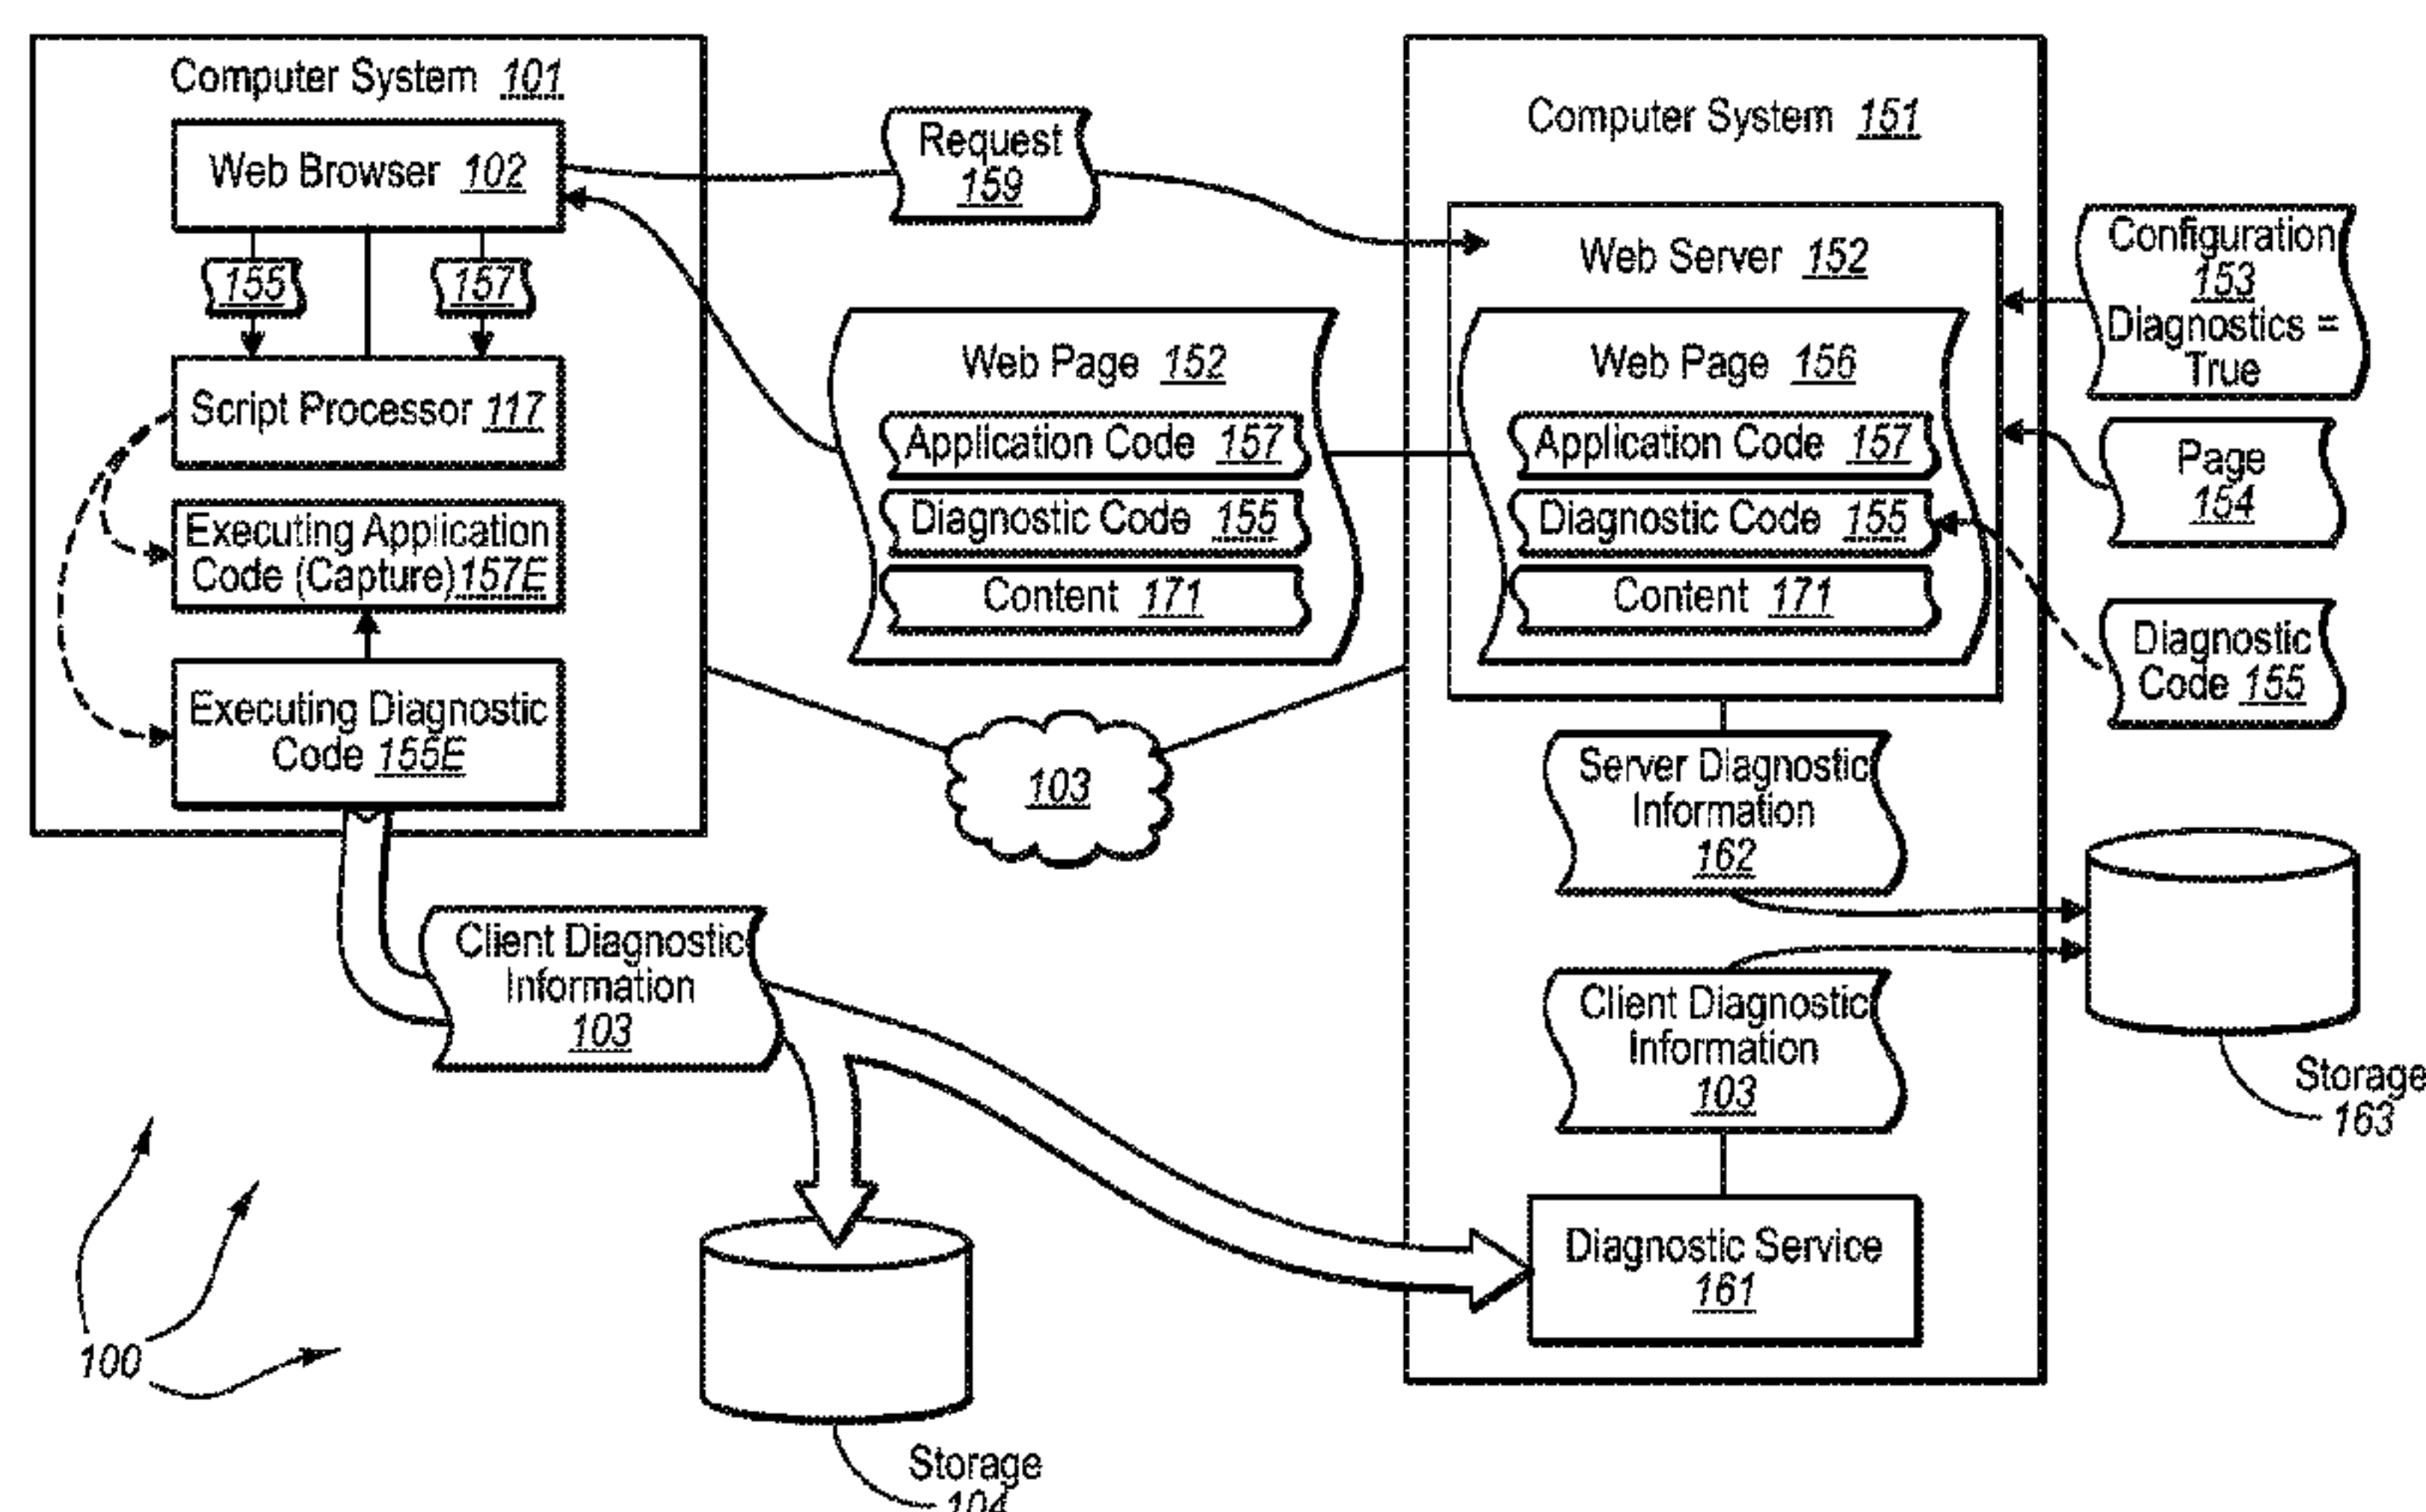 Computer System 101
Web Browser 102
155
157
Script Processor 117
Executing Application
Code (Capture) 157E
Executing Diagnostic
Code 155E
Request
159
Web Page 152
Application Code 157
Diagnostic Code 155
Content 171
103
Computer System 151
Web Server 152
Web Page 156
Application Code 157
Diagnostic Code 155
Content 171
Configuration
153
Diagnostics =
True
Page
154
Diagnostic
Code 155
Server Diagnostic
Information
162
Client Diagnostic
Information
103
Diagnostic Service
161
Storage
163
Client Diagnostic
Information
103
Storage
104
100